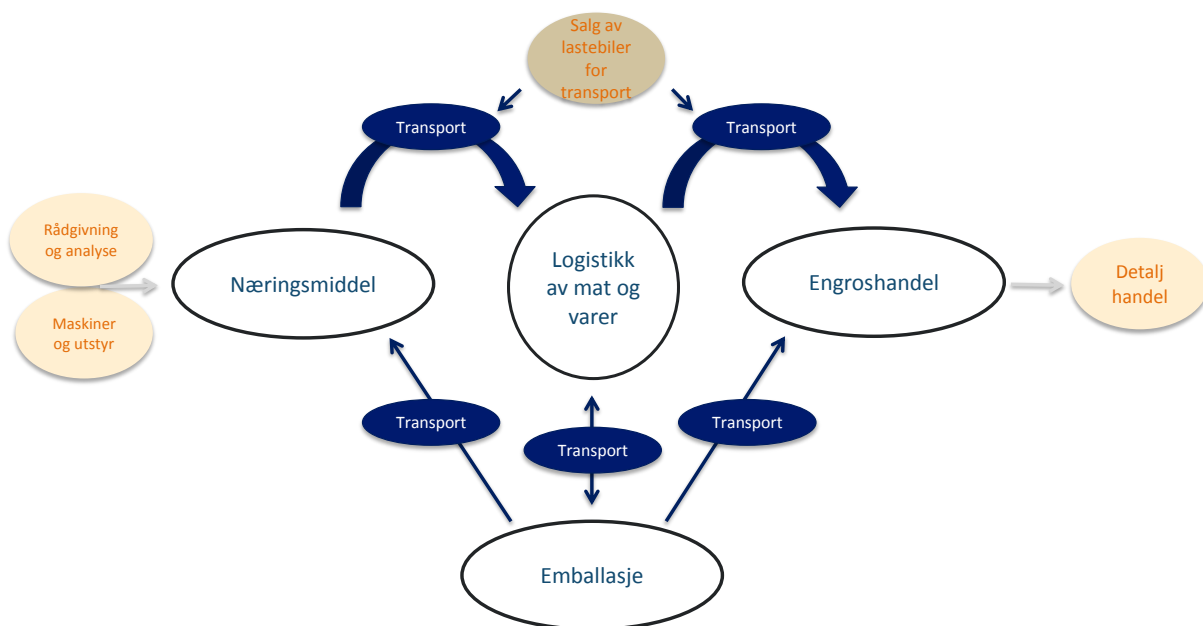 Salg av
lastebiler
for
transport
Transport
Transport
Rådgivning
og analyse
Maskiner
og utstyr
Næringsmiddel
Logistikk
av mat og
varer
Engroshandel
Detalj
handel
Transport
Transport
Transport
Emballasje